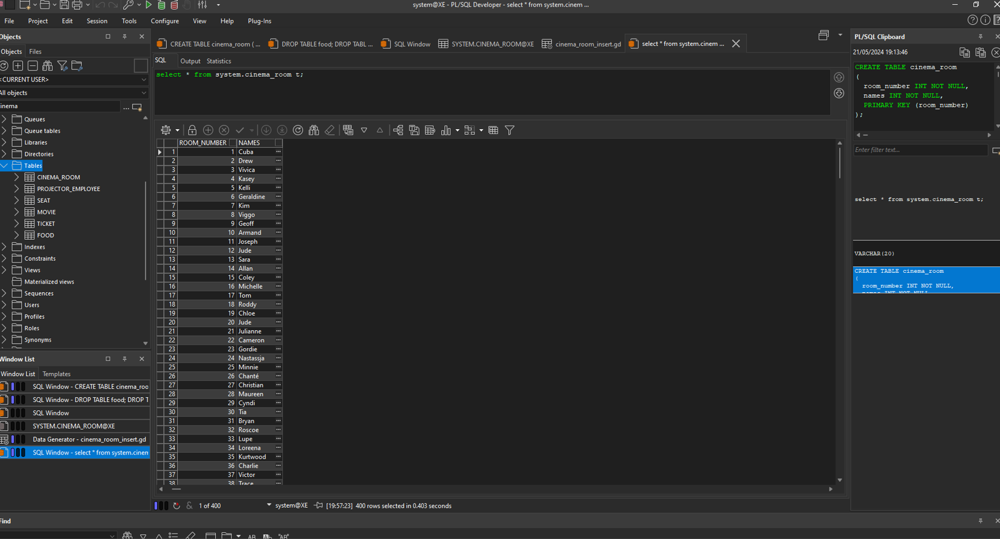 system@XE - PL/SQL Developer - select * from system.cinem ...
File Project Edit Session Tools Configure View Help Plug-Ins
Objects
Objects Files
<CURRENT USER>
All objects
inema
...
Queues
Queue tables
Libraries
Directories
Tables
CINEMA_ROOM
PROJECTOR_EMPLOYEE
SEAT
MOVIE
TICKET
FOOD
Indexes
Constraints
Views
Materialized views
Sequences
Users
Profiles
Roles
Synonyms
Window List
Window List Templates
SQL Window - CREATE TABLE cinema_roo
SQL Window - DROP TABLE food; DROP T
SQL Window
SYSTEM.CINEMA_ROOM@XE
Data Generator - cinema_room_insert.gd
SQL Window - select * from system.cinem
CREATE TABLE cinema_room ( ... DROP TABLE food; DROP TABL ... SQL Window SYSTEM.CINEMA_ROOM@XE cinema_room_insert.gd select * from system.cinem ...
SQL Output Statistics
select * from system.cinema_room t;
ROOM_NUMBER NAMES
1 1 Cuba ...
2 2 Drew ...
3 3 Vivica ...
4 4 Kasey ...
5 5 Kelli ...
6 6 Geraldine ...
7 7 Kim ...
8 8 Viggo ...
9 9 Geoff ...
10 10 Armand ...
11 11 Joseph ...
12 12 Jude ...
13 13 Sara ...
14 14 Allan ...
15 15 Coley ...
16 16 Michelle ...
17 17 Tom ...
18 18 Roddy ...
19 19 Chloe ...
20 20 Jude ...
21 21 Julianne ...
22 22 Cameron ...
23 23 Gordie ...
24 24 Nastassja ...
25 25 Minnie ...
26 26 Chanté ...
27 27 Christian ...
28 28 Maureen ...
29 29 Cyndi ...
30 30 Tia ...
31 31 Bryan ...
32 32 Roscoe ...
33 33 Lupe ...
34 34 Loreena ...
35 35 Kurtwood ...
36 36 Charlie ...
37 37 Victor ...
38 38 Trace ...
& 1 of 400 system@XE [19:57:23] 400 rows selected in 0.403 seconds
PL/SQL Clipboard
21/05/2024 19:13:46
CREATE TABLE cinema_room
(
room_number INT NOT NULL,
names INT NOT NULL,
PRIMARY KEY (room_number)
);
Enter filter text...
select * from system.cinema_room t;
VARCHAR(20)
CREATE TABLE cinema_room
(
room_number INT NOT NULL,
names INT NOT NULL
Find
AB Ab "AB"